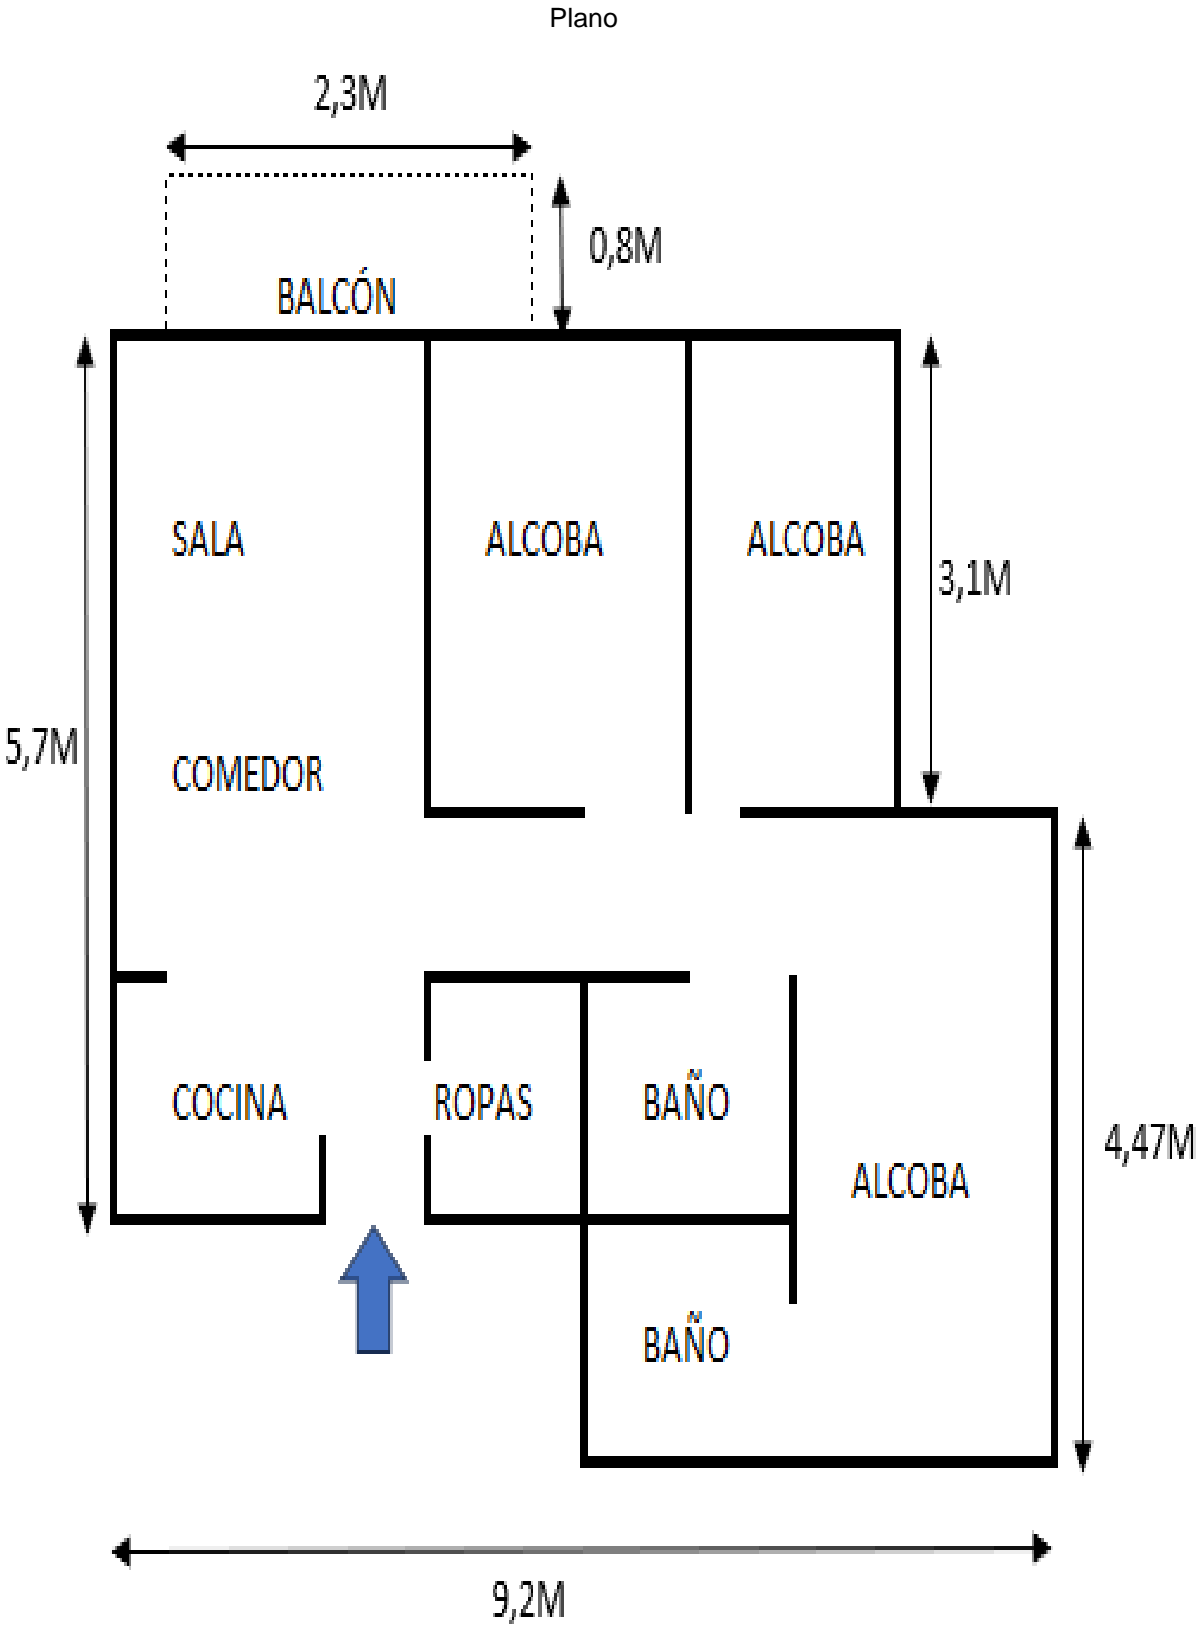 Plano
2,3M
0,8M
BALCÓN
SALA
ALCOBA
ALCOBA
3,1M
5,7M
COMEDOR
COCINA
ROPAS
BAÑO
4,47M
ALCOBA
BAÑO
9,2M